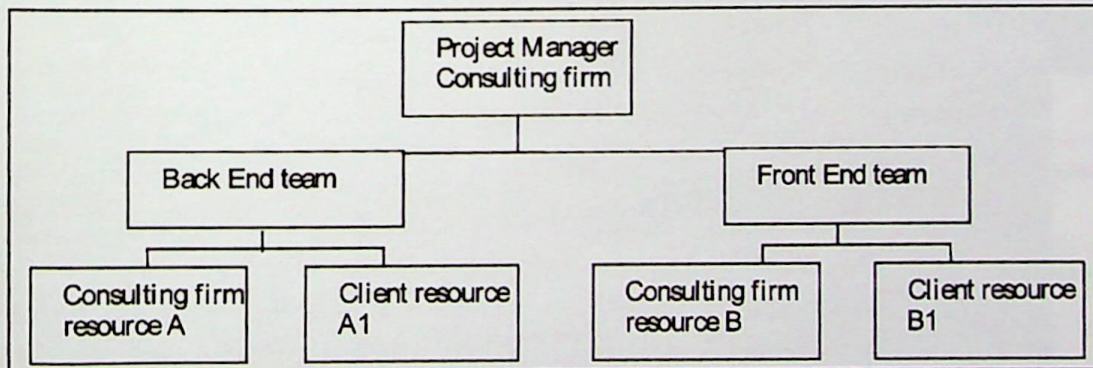 Project Manager
Consulting firm
Back End team
Front End team
Consulting firm
resource A
Client resource
A1
Consulting firm
resource B
Client resource
B1